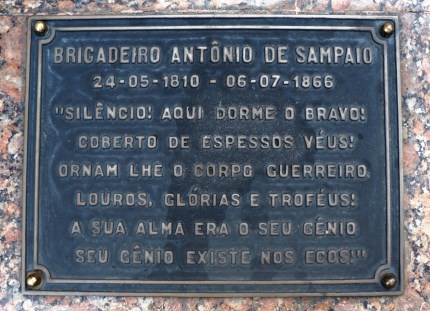 BRIGADEIRO ANTÔNIO DE SAMPAIO
24-05-1810 - 06-07-1866
"SILÊNCIO! AQUI DORME O BRAVO!
COBERTO DE ESPESSOS VÉUS!
ORNAM LHE O CORPO GUERREIRO
LOUROS, GLÓRIAS E TROFÉUS!
A SUA ALMA ERA O SEU GÊNIO
SEU GÊNIO EXISTE NOS ECOS!"